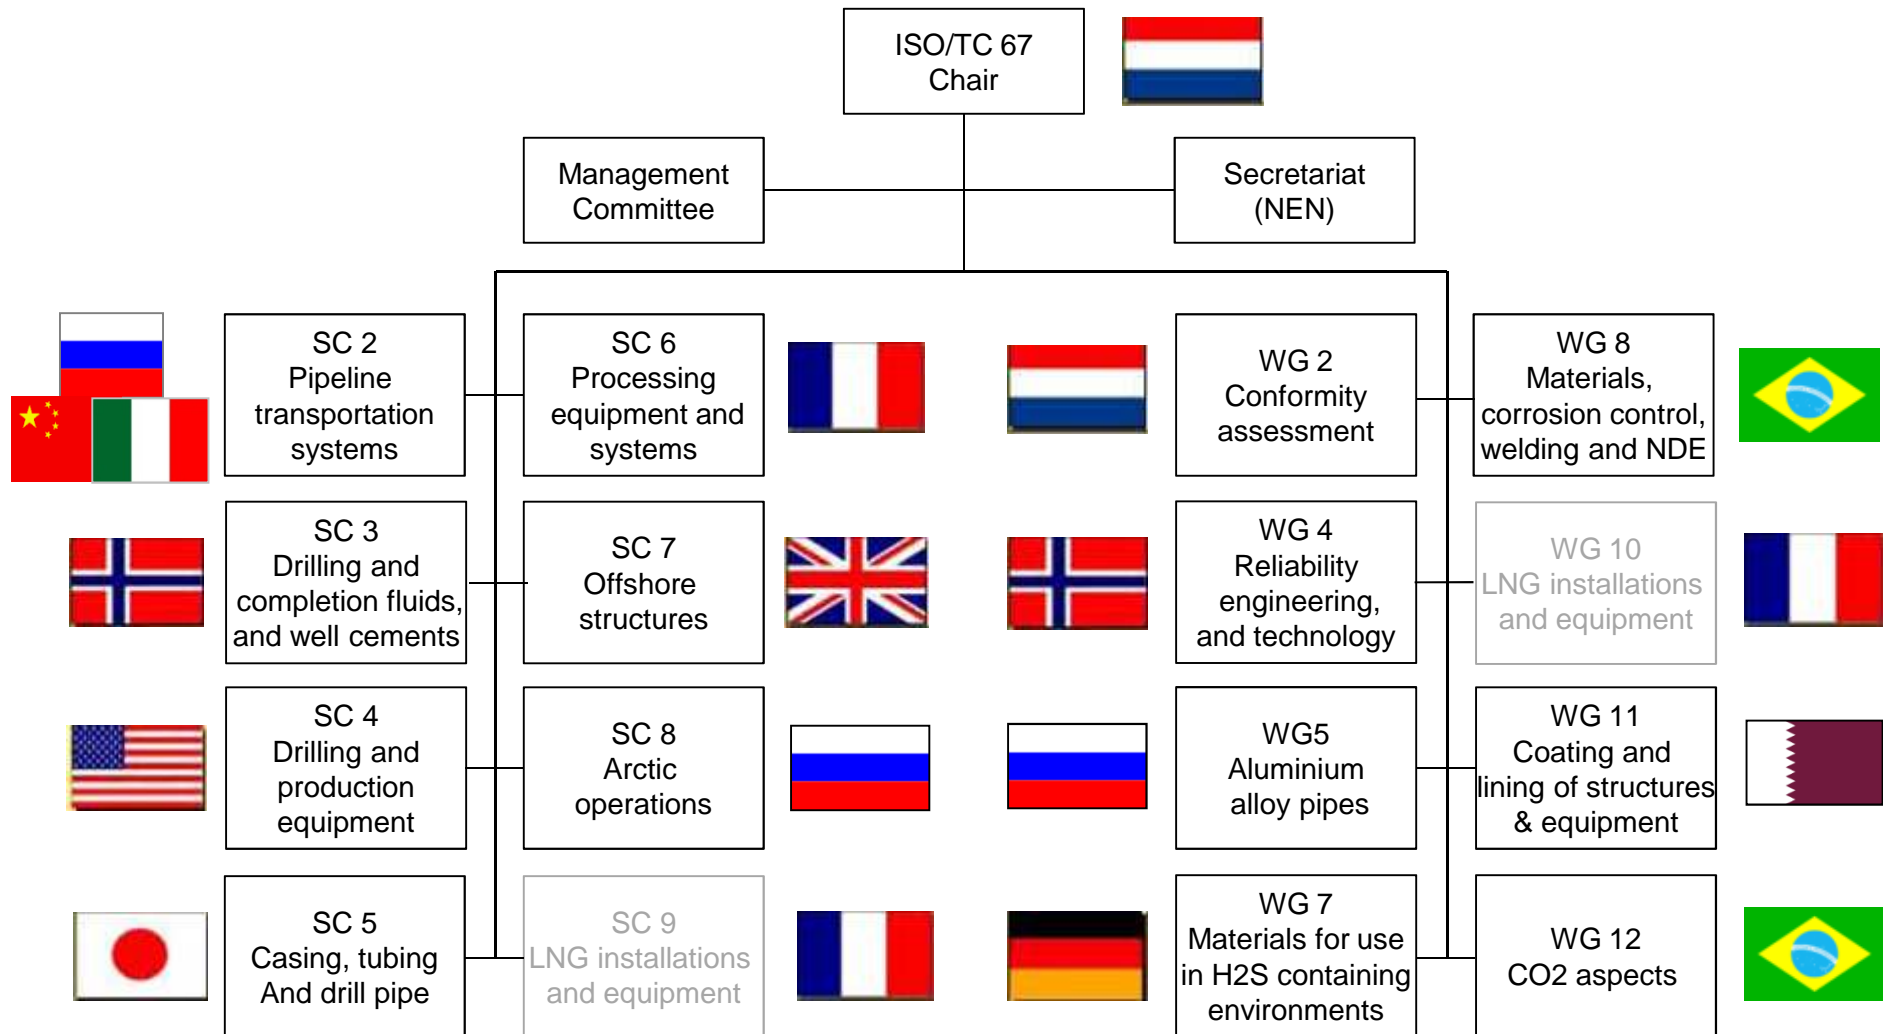 ISO/TC 67
Chair
Management
Committee
Secretariat
(NEN)
SC 2
Pipeline
transportation
systems
SC 6
Processing
equipment and
systems
WG 2
Conformity
assessment
WG 8
Materials,
corrosion control,
welding and NDE
SC 3
Drilling and
completion fluids,
and well cements
SC 7
Offshore
structures
WG 4
Reliability
engineering,
and technology
WG 10
LNG installations
and equipment
SC 4
Drilling and
production
equipment
SC 8
Arctic
operations
WG5
Aluminium
alloy pipes
WG 11
Coating and
lining of structures
& equipment
SC 5
Casing, tubing
And drill pipe
SC 9
LNG installations
and equipment
WG 7
Materials for use
in H2S containing
environments
WG 12
CO2 aspects